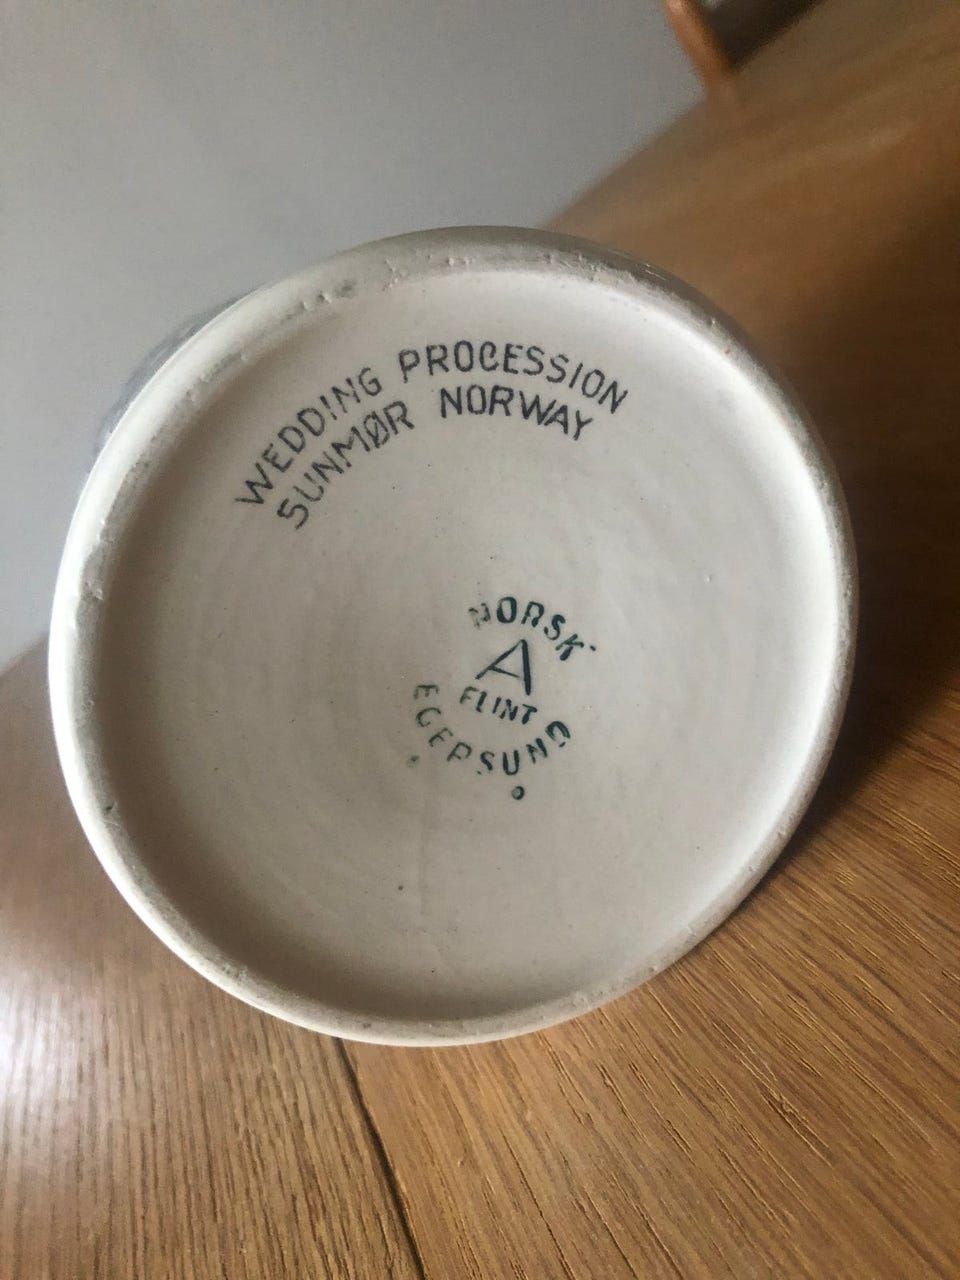 WEDDING PROCESSION
SUNMØR NORWAY
NORSK
A
FLINT
EGERSUND